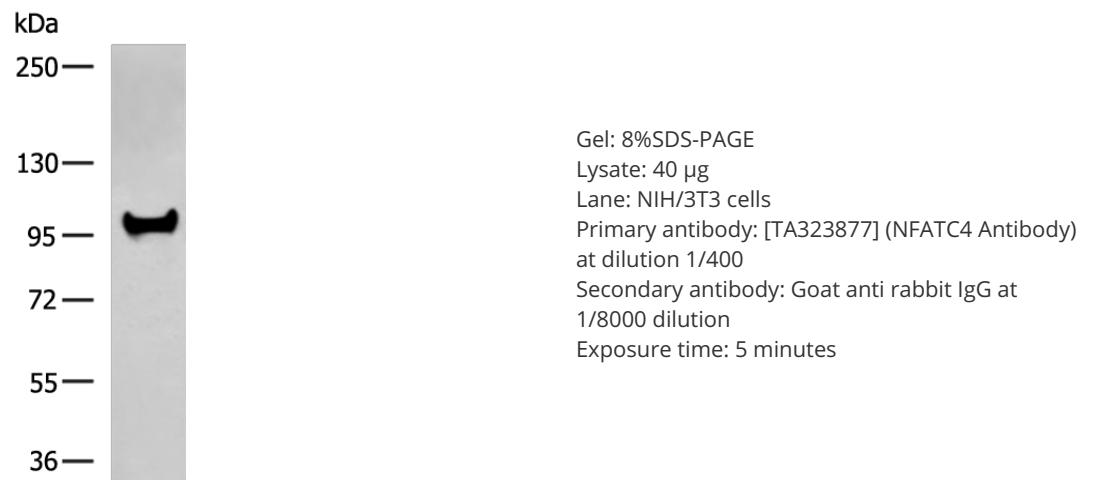 kDa
250
130
95
72
55
36
Gel: 8%SDS-PAGE
Lysate: 40 μg
Lane: NIH/3T3 cells
Primary antibody: [TA323877] (NFATC4 Antibody)
at dilution 1/400
Secondary antibody: Goat anti rabbit IgG at
1/8000 dilution
Exposure time: 5 minutes